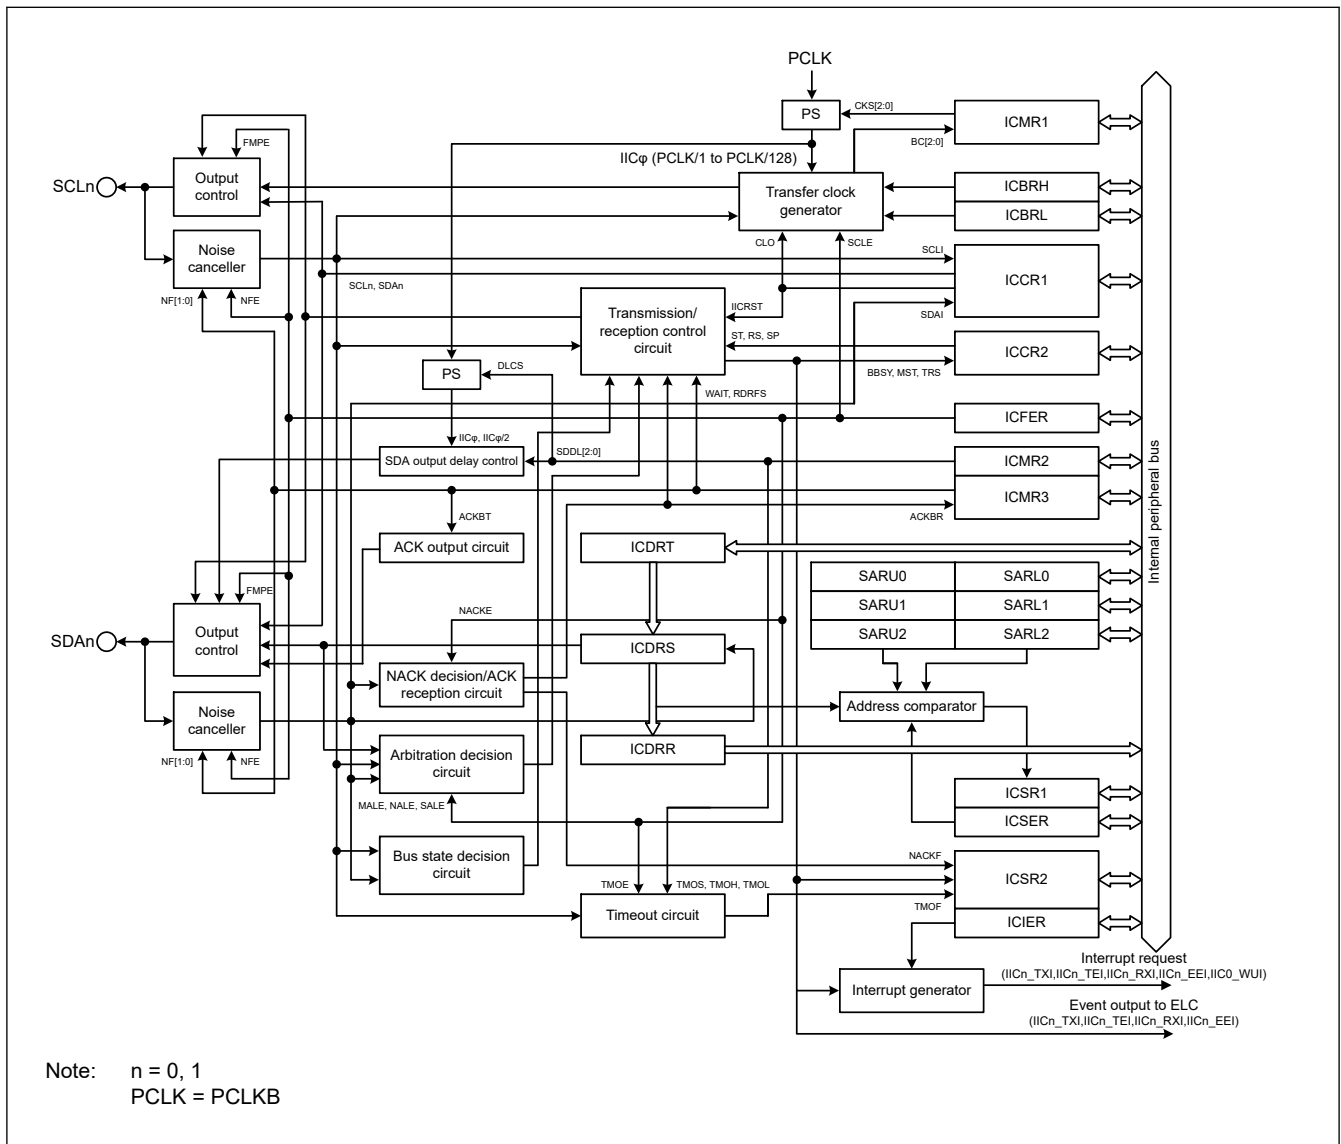 PCLK
PS
CKS[2:0]
ICMR1
BC[2:0]
FMPE
IICφ (PCLK/1 to PCLK/128)
SCLn
Output
control
Transfer clock
generator
ICBRH
ICBRL
Noise
canceller
CLO
SCLE
SCLI
ICCR1
NF[1:0]
NFE
SCLn, SDAn
IICRST
SDAI
Transmission/
reception control
circuit
ST, RS, SP
ICCR2
BBSY, MST, TRS
PS
DLCS
WAIT, RDRFS
ICFER
IICφ, IICφ/2
SDA output delay control
SDDL[2:0]
ICMR2
ICMR3
ACKBT
ACKBR
ACK output circuit
ICDRT
Internal peripheral bus
SARU0
SARL0
SARU1
SARL1
SARU2
SARL2
FMPE
NACKE
SDAn
Output
control
ICDRS
NACK decision/ACK
reception circuit
Address comparator
Noise
canceller
NF[1:0]
NFE
Arbitration decision
circuit
ICDRR
MALE, NALE, SALE
ICSR1
ICSER
Bus state decision
circuit
NACKF
ICSR2
TMOE
TMOS, TMOH, TMOL
TMOF
Timeout circuit
ICIER
Interrupt generator
Interrupt request
(IICn_TXI,IICn_TEI,IICn_RXI,IICn_EEI,IIC0_WUI)
Event output to ELC
(IICn_TXI,IICn_TEI,IICn_RXI,IICn_EEI)
Note: n = 0, 1
PCLK = PCLKB